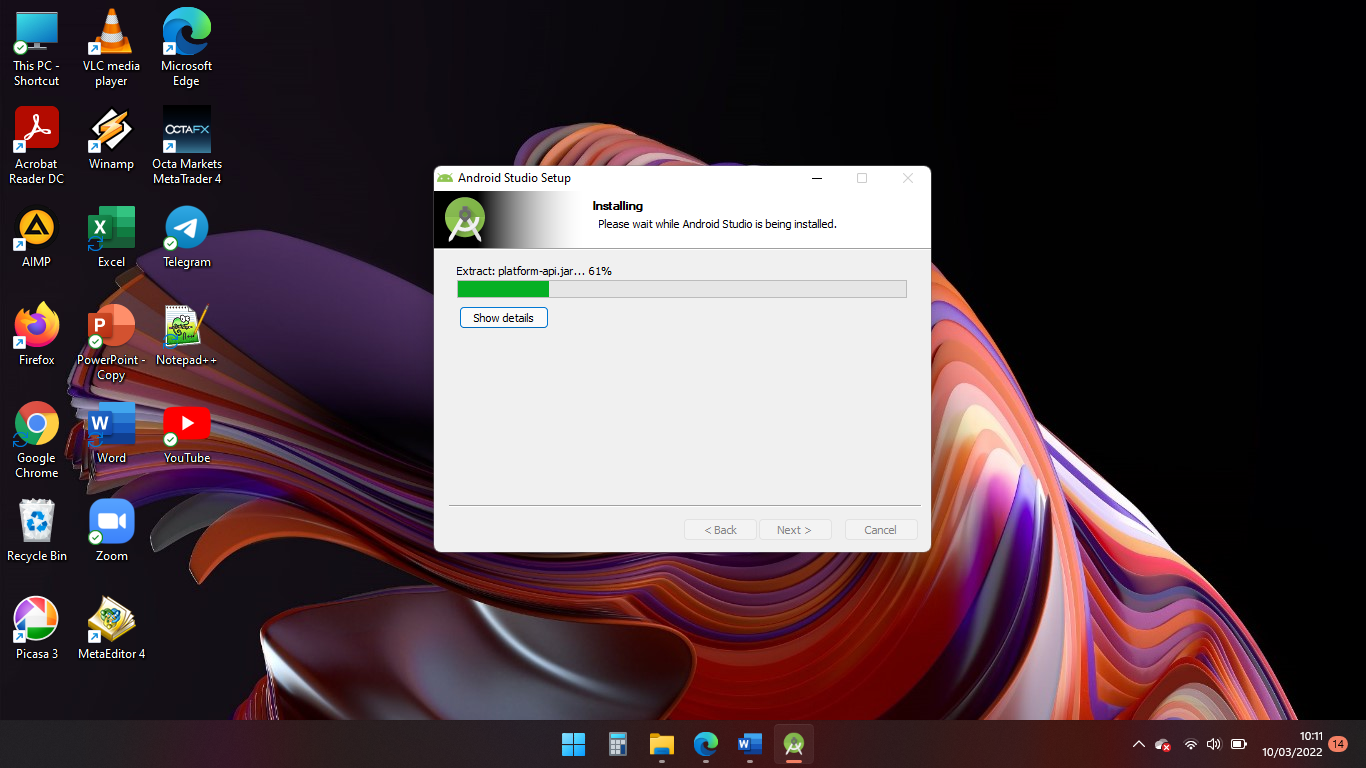 This PC -
Shortcut
VLC media
player
Microsoft
Edge
Acrobat
Reader DC
Winamp
OCTAFX
Octa Markets
MetaTrader 4
AIMP
Excel
Telegram
Firefox
PowerPoint -
Copy
Notepad++
Google
Chrome
Word
YouTube
Recycle Bin
Zoom
Picasa 3
MetaEditor 4
Android Studio Setup
Installing
Please wait while Android Studio is being installed.
Extract: platform-api.jar... 61%
Show details
< Back
Next >
Cancel
10:11
10/03/2022
14